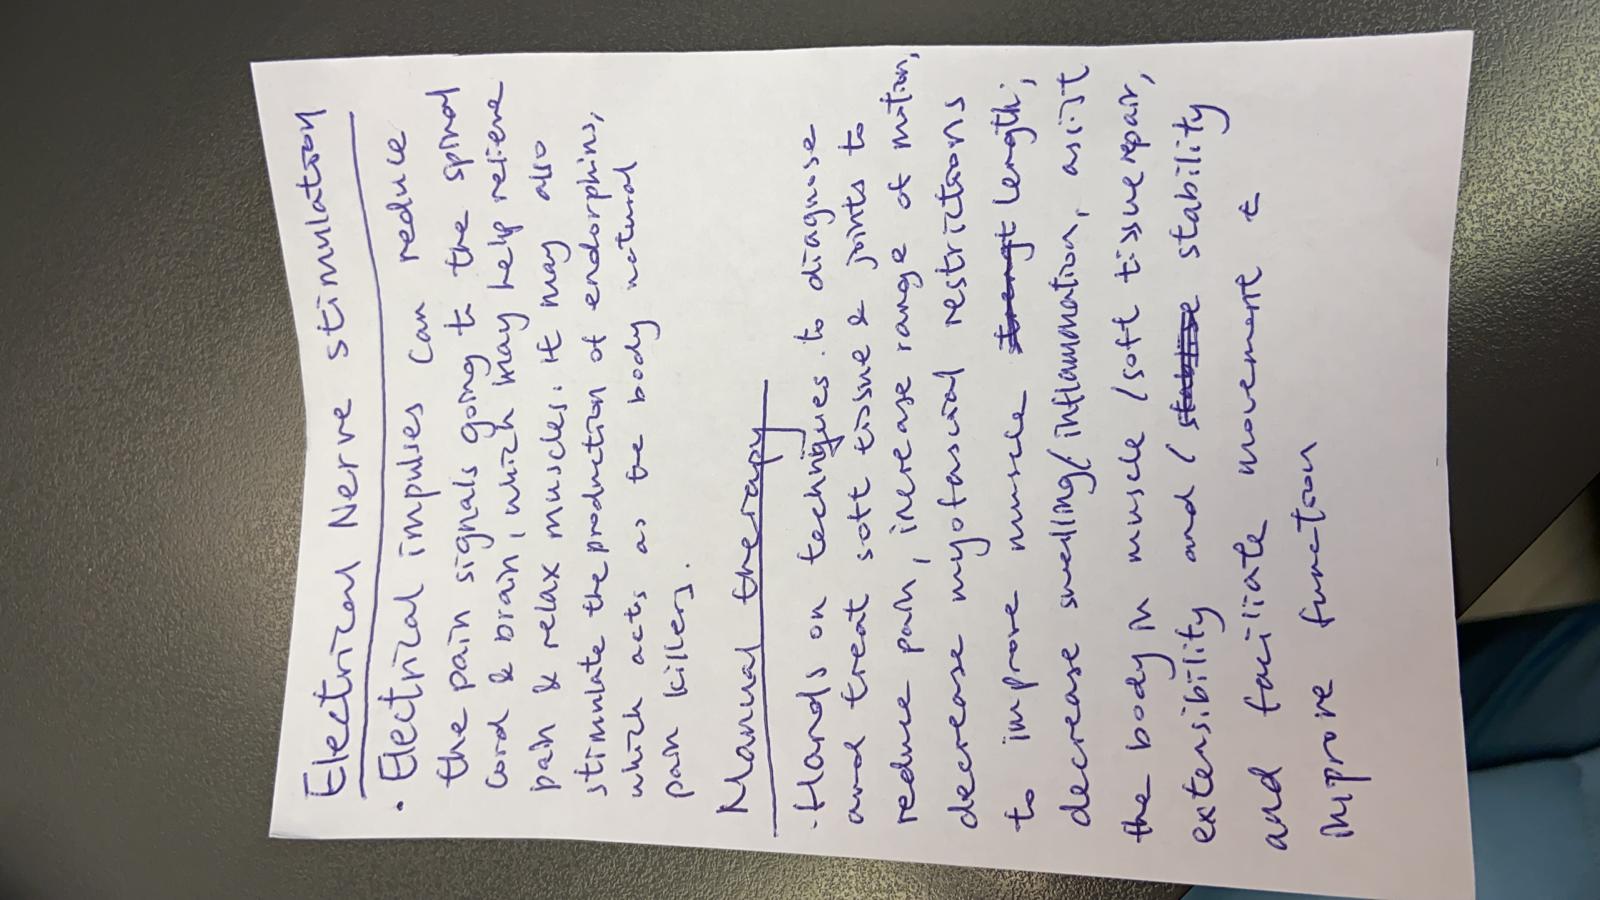 Electrical Nerve stimulation
• Electrical impulses can reduce
the pain signals going to the spinal
cord & brain, which may help relieve
pain & relax muscles. it may also
stimulate the production of endorphins,
which acts as the body natural
pain killers.
Manual therapy
• Hands on techniques to diagnose
and treat soft tissue & joints to
reduce pain, increase range of motion,
decrease myofascial restrictions
to improve muscle strengt length;
decrease swelling/inflammation, assist
the body in muscle /soft tissue repair,
extensibility and / stablise stability
and faciliate movement &
improve function